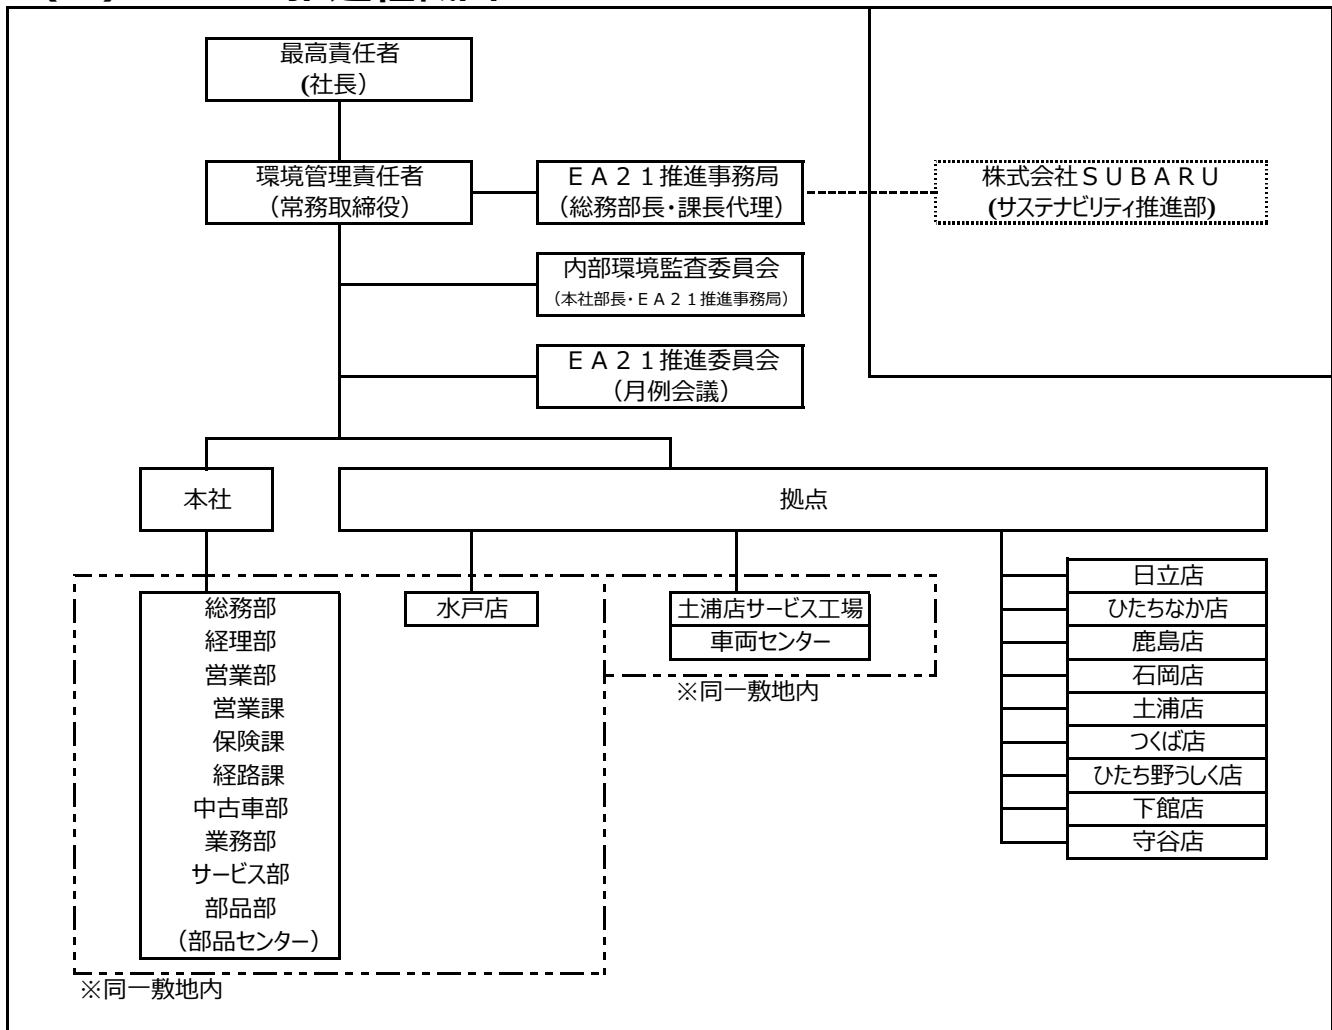 最高責任者
(社長)
環境管理責任者
(常務取締役)
ＥＡ２１推進事務局
(総務部長・課長代理)
株式会社ＳＵＢＡＲＵ
(サステナビリティ推進部)
内部環境監査委員会
(本社部長・ＥＡ２１推進事務局)
ＥＡ２１推進委員会
(月例会議)
本社
拠点
総務部
経理部
営業部
営業課
保険課
経路課
中古車部
業務部
サービス部
部品部
(部品センター)
※同一敷地内
水戸店
土浦店サービス工場
車両センター
※同一敷地内
日立店
ひたちなか店
鹿島店
石岡店
土浦店
つくば店
ひたち野うしく店
下館店
守谷店